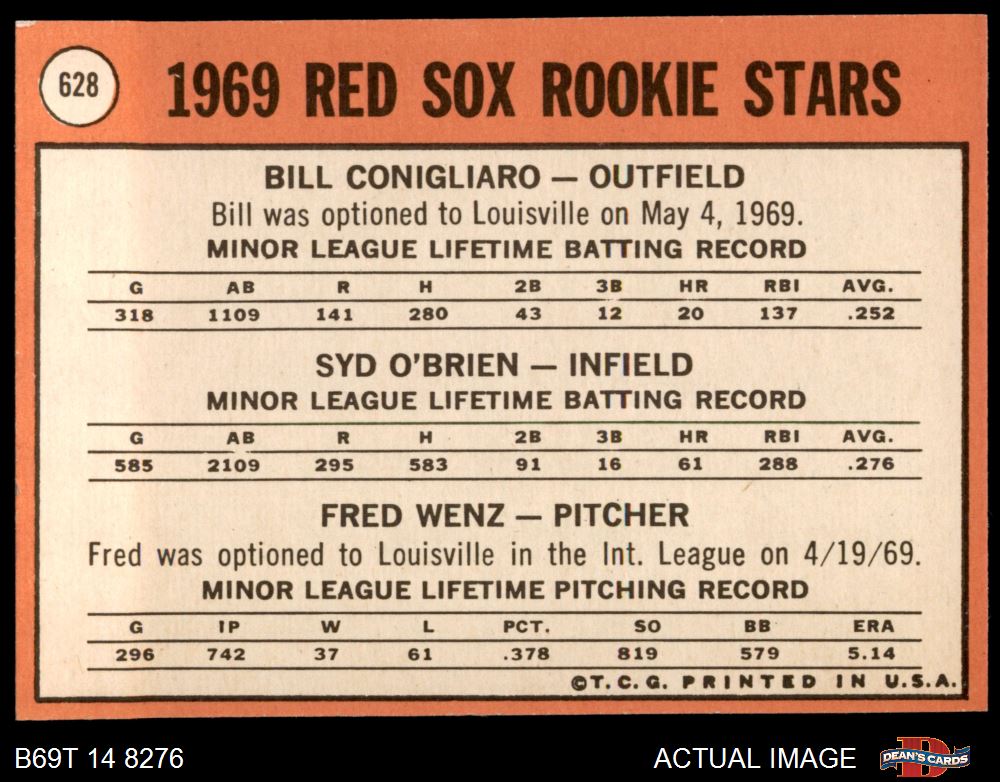 628
1969 RED SOX ROOKIE STARS
BILL CONIGLIARO — OUTFIELD
Bill was optioned to Louisville on May 4, 1969.
MINOR LEAGUE LIFETIME BATTING RECORD
G AB R H 2B 3B HR RBI AVG.
318 1109 141 280 43 12 20 137 .252
SYD O'BRIEN — INFIELD
MINOR LEAGUE LIFETIME BATTING RECORD
G AB R H 2B 3B HR RBI AVG.
585 2109 295 583 91 16 61 288 .276
FRED WENZ — PITCHER
Fred was optioned to Louisville in the Int. League on 4/19/69.
MINOR LEAGUE LIFETIME PITCHING RECORD
G IP W L PCT. SO BB ERA
296 742 37 61 .378 819 579 5.14
©T.C.G. PRINTED IN U.S.A.
B69T 14 8276 ACTUAL IMAGE D DEAN'S CARDS